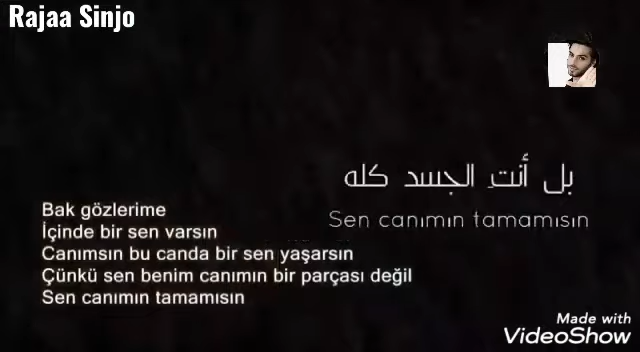 Rajaa Sinjo
بل أنتِ الجسد كله
Sen canımın tamamısın
Bak gözlerime
İçinde bir sen varsın
Canımsın bu canda bir sen yaşarsın
Çünkü sen benim canımın bir parçası değil
Sen canımın tamamısın
Made with
VideoShow